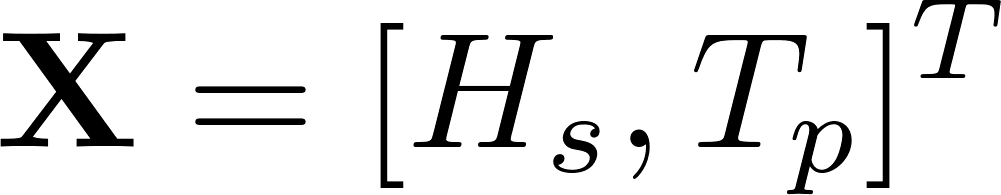 𝐗 = [H_s, T_p]^T